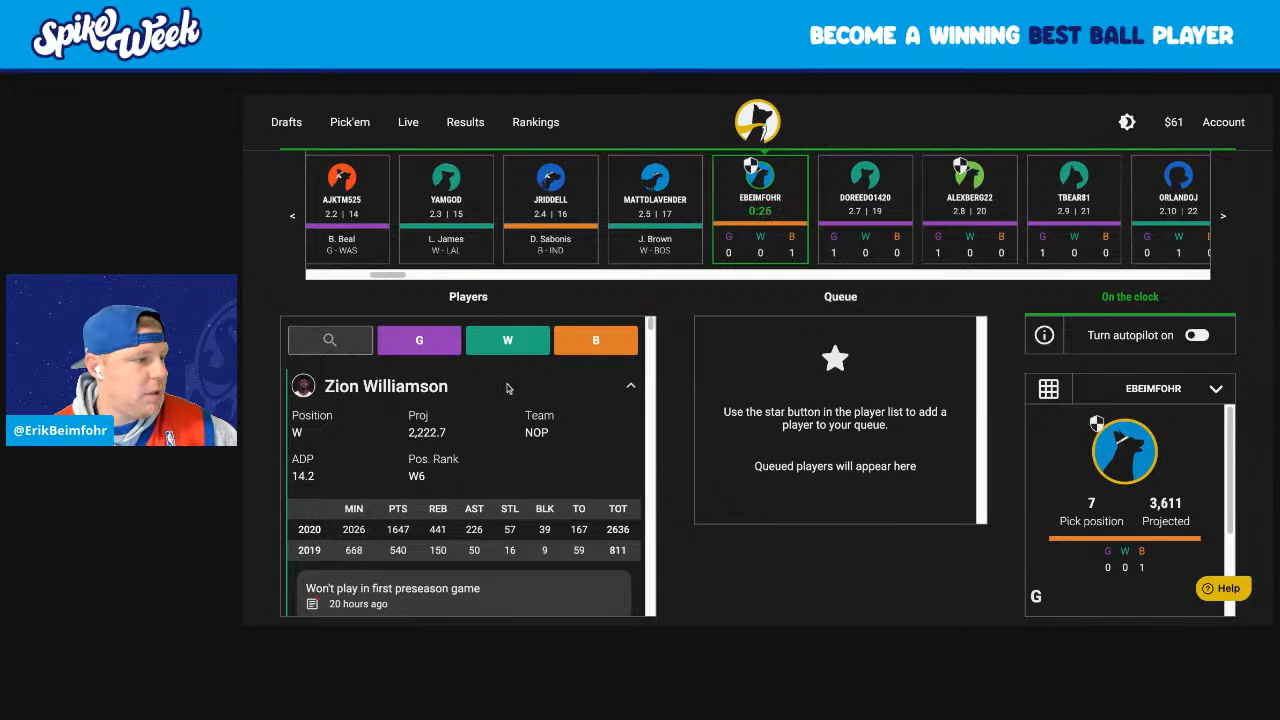 Spike Week
BECOME A WINNING BEST BALL PLAYER
Drafts Pick'em Live Results Rankings $61 Account
AJKTM525 YAMGOD JRIDDELL MATTDLAVENDER EBEIMFOHR DOREEDO1420 ALEXBERG22 TBEAR81 ORLANDOJ
2.2 | 14 2.3 | 15 2.4 | 16 2.5 | 17 0:26 2.7 | 19 2.8 | 20 2.9 | 21 2.10 | 22
< >
B. Beal L. James D. Sabonis J. Brown G W B G W B G W B G W B G W
G - WAS W - LAL B - IND W - BOS 0 0 1 1 0 0 1 0 0 1 0 0 0 1
Players Queue On the clock
G W B
Turn autopilot on
Zion Williamson
EBEIMFOHR
Position Proj Team
W 2,222.7 NOP
Use the star button in the player list to add a
player to your queue.
ADP Pos. Rank
14.2 W6
Queued players will appear here
@ErikBeimfohr
7 3,611
Pick position Projected
MIN PTS REB AST STL BLK TO TOT
2020 2026 1647 441 226 57 39 167 2636
2019 668 540 150 50 16 9 59 811
G W B
0 0 1
Won't play in first preseason game
20 hours ago
G
Help